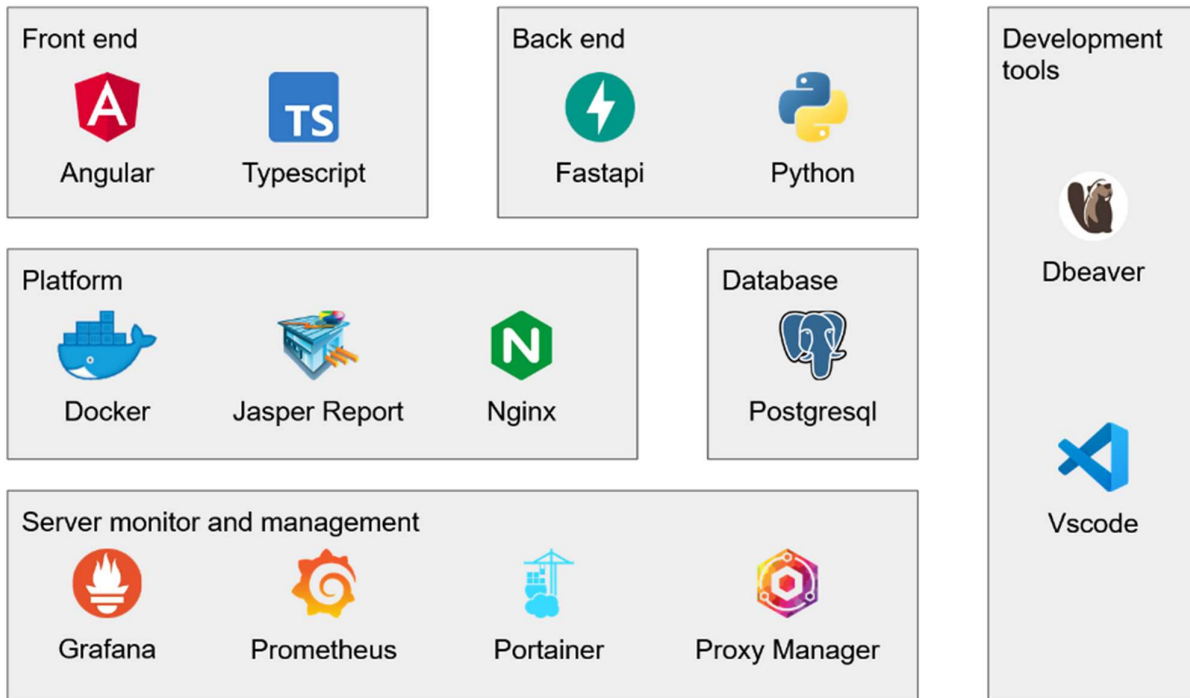 Front end
A
Angular
TS
Typescript
Back end
Fastapi
Python
Development
tools
Dbeaver
Vscode
Platform
Docker
Jasper Report
N
Nginx
Database
Postgresql
Server monitor and management
Grafana
Prometheus
Portainer
Proxy Manager